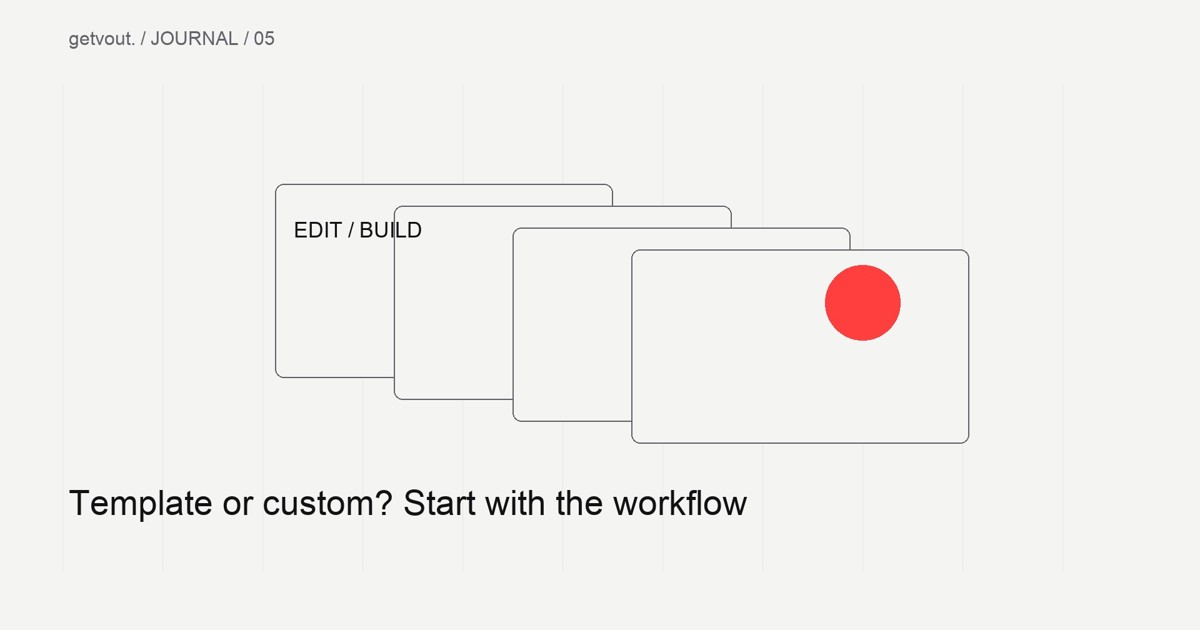 getvout. / JOURNAL / 05
EDIT / BUILD
Template or custom? Start with the workflow